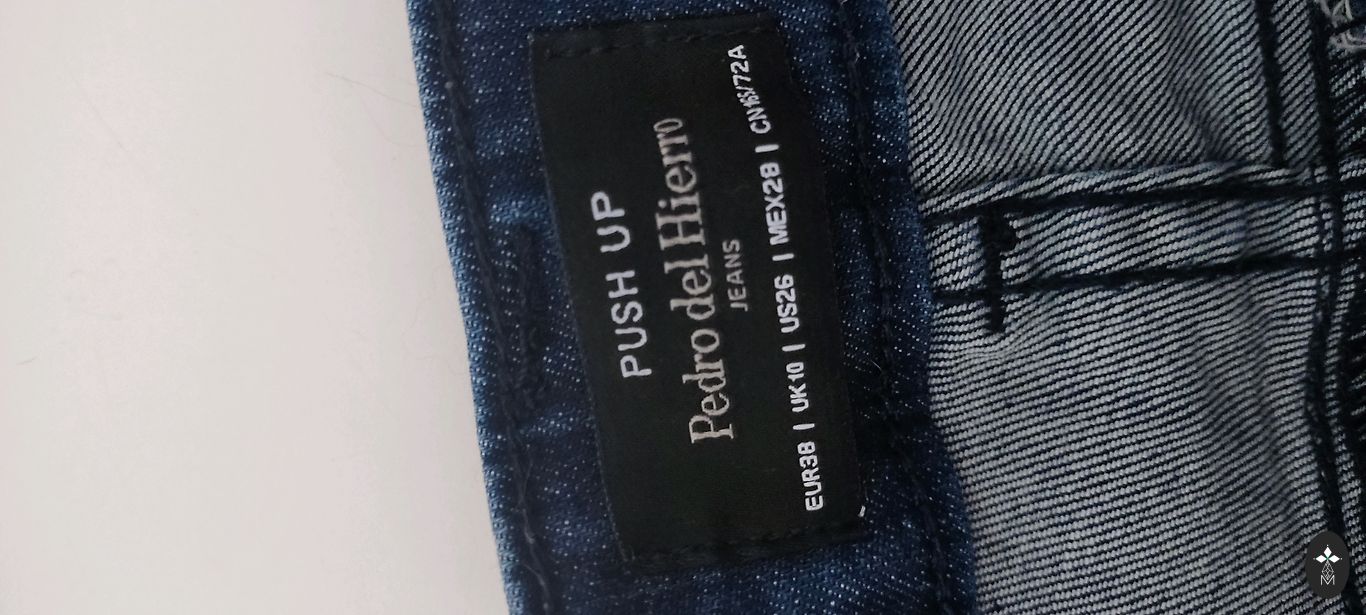 PUSH UP
Pedro del Hierro
JEANS
EUR38 | UK10 | US26 | MEX28 | CN165/72A
M